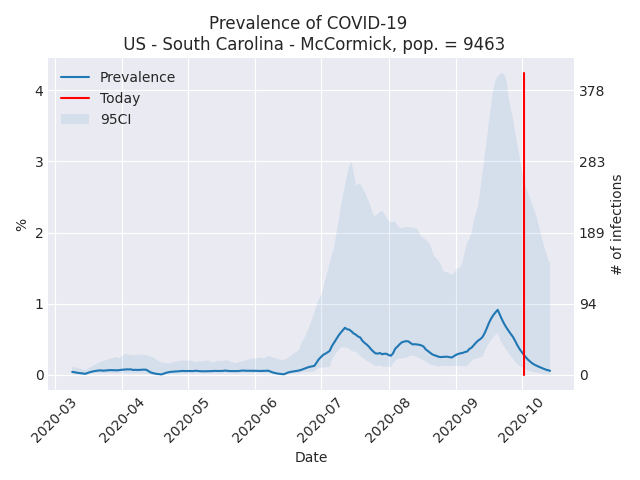 Prevalence of COVID-19
US - South Carolina - McCormick, pop. = 9463
Prevalence
Today
95CI
4
3
2
1
0
%
378
283
189
94
0
# of infections
2020-03
2020-04
2020-05
2020-06
2020-07
2020-08
2020-09
2020-10
Date